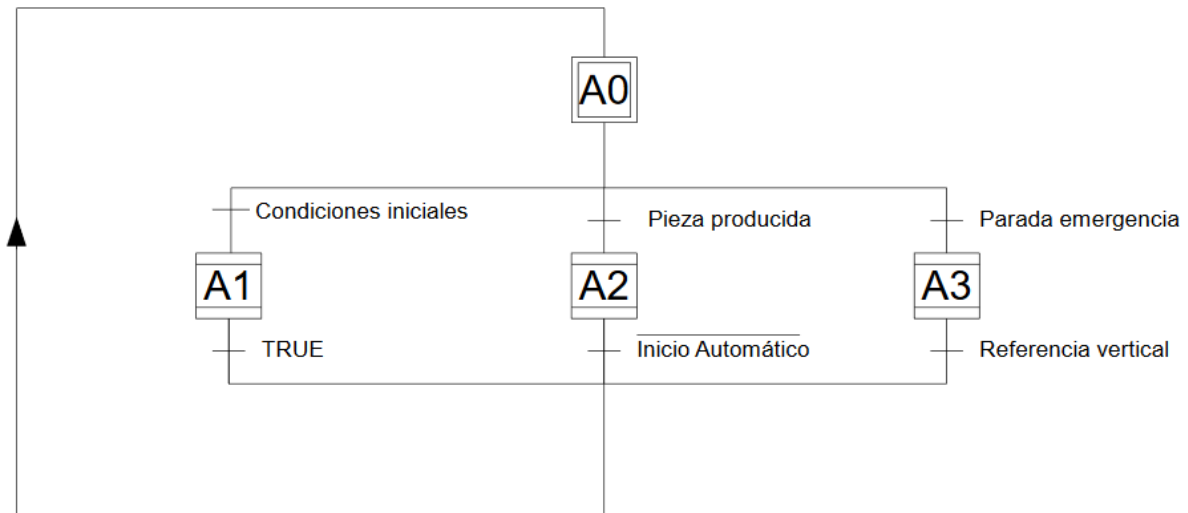 A0
Condiciones iniciales
Pieza producida
Parada emergencia
A1
A2
A3
TRUE
Inicio Automático
Referencia vertical